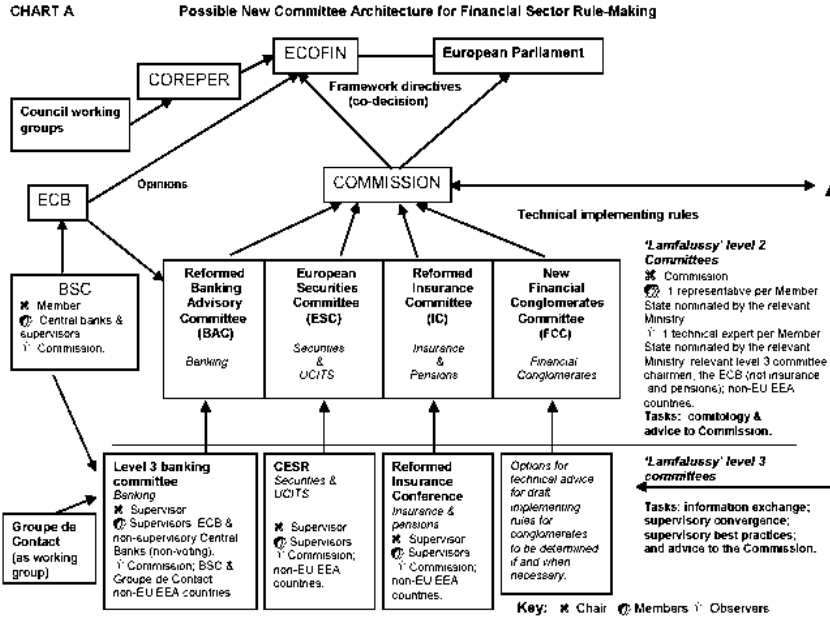 CHART A
Possible New Committee Architecture for Financial Sector Rule-Making
ECOFIN
European Parliament
COREPER
Framework directives
(co-decision)
Council working
groups
Opinions
COMMISSION
ECB
Technical implementing rules
BSC
✖ Member
Central banks &
supervisors
Commission.
Reformed
Banking
Advisory
Committee
(BAC)
Banking
European
Securities
Committee
(ESC)
Securities
&
UCITS
Reformed
Insurance
Committee
(IC)
Insurance
&
Pensions
New
Financial
Conglomerates
Committee
(FCC)
Financial
Conglomerates
'Lamfalussy' level 2
Committees
✖ Commission
1 representative per Member
State nominated by the relevant
Ministry
1 technical expert per Member
State nominated by the relevant
Ministry relevant level 3 committee
chairmen, the ECB (not insurance
and pensions); non-EU EEA
countries.
Tasks: comitology &
advice to Commission.
Level 3 banking
committee
Banking
✖ Supervisor
Supervisors ECB &
non-supervisory Central
Banks (non-voting).
Commission; BSC &
Groupe de Contact
non-EU EEA countries
CESR
Securities &
UCITS
✖ Supervisor
Supervisors
Commission;
non-EU EEA
countries.
Reformed
Insurance
Conference
Insurance &
pensions
✖ Supervisor
Supervisors
Commission;
non-EU EEA
countries.
Options for
technical advice
for draft
implementing
rules for
conglomerates
to be determined
if and when
necessary.
'Lamfalussy' level 3
committees
Tasks: information exchange;
supervisory convergence;
supervisory best practices;
and advice to the Commission.
Groupe de
Contact
(as working
group)
Key: ✖ Chair Members Observers